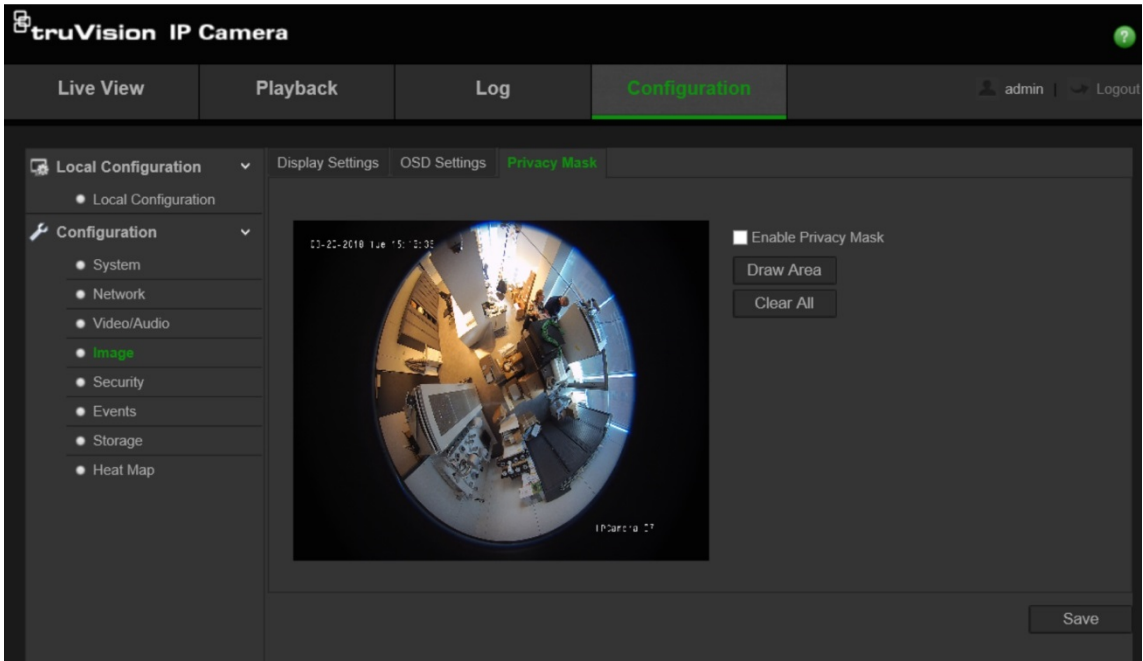 truVision IP Camera
?
Live View Playback Log Configuration admin | Logout
Local Configuration
Local Configuration
Configuration
System
Network
Video/Audio
Image
Security
Events
Storage
Heat Map
Display Settings OSD Settings Privacy Mask
Tue
Enable Privacy Mask
Draw Area
Clear All
Save